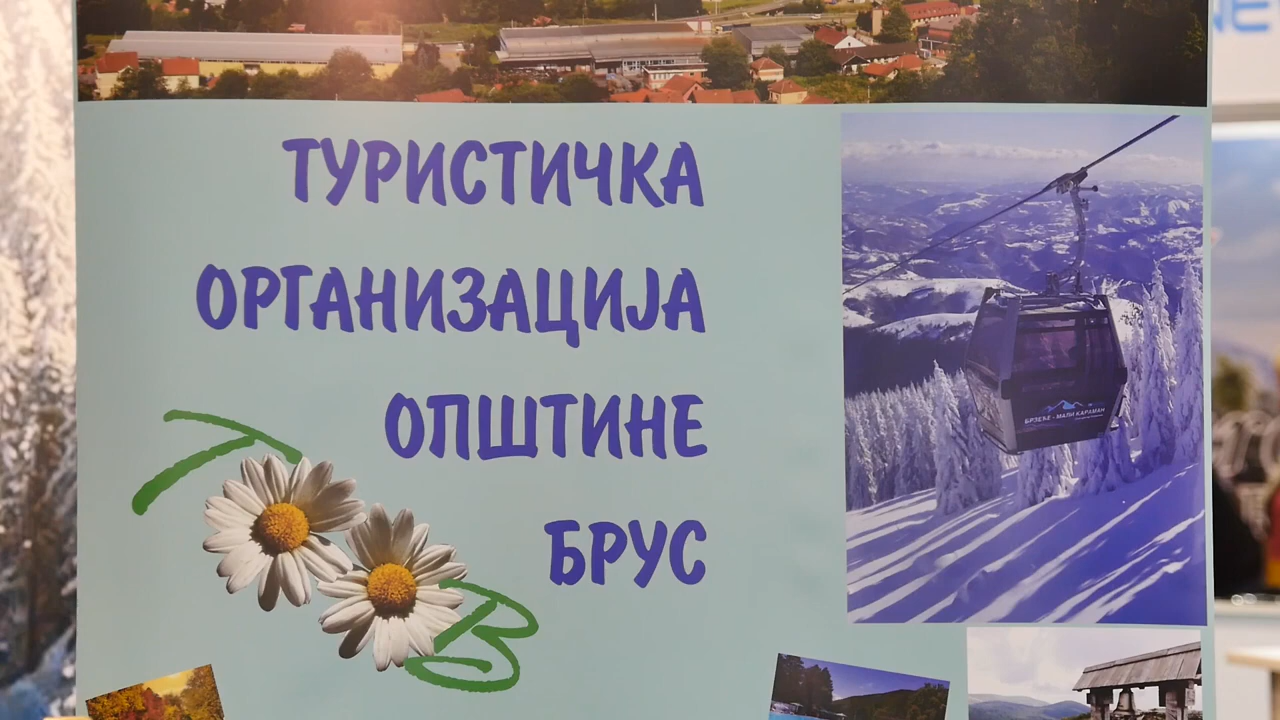 ТУРИСТИЧКА
ОРГАНИЗАЦИЈА
ОПШТИНЕ
БРУС
БРЗЕЋЕ - МАЛИ КАРАМАН